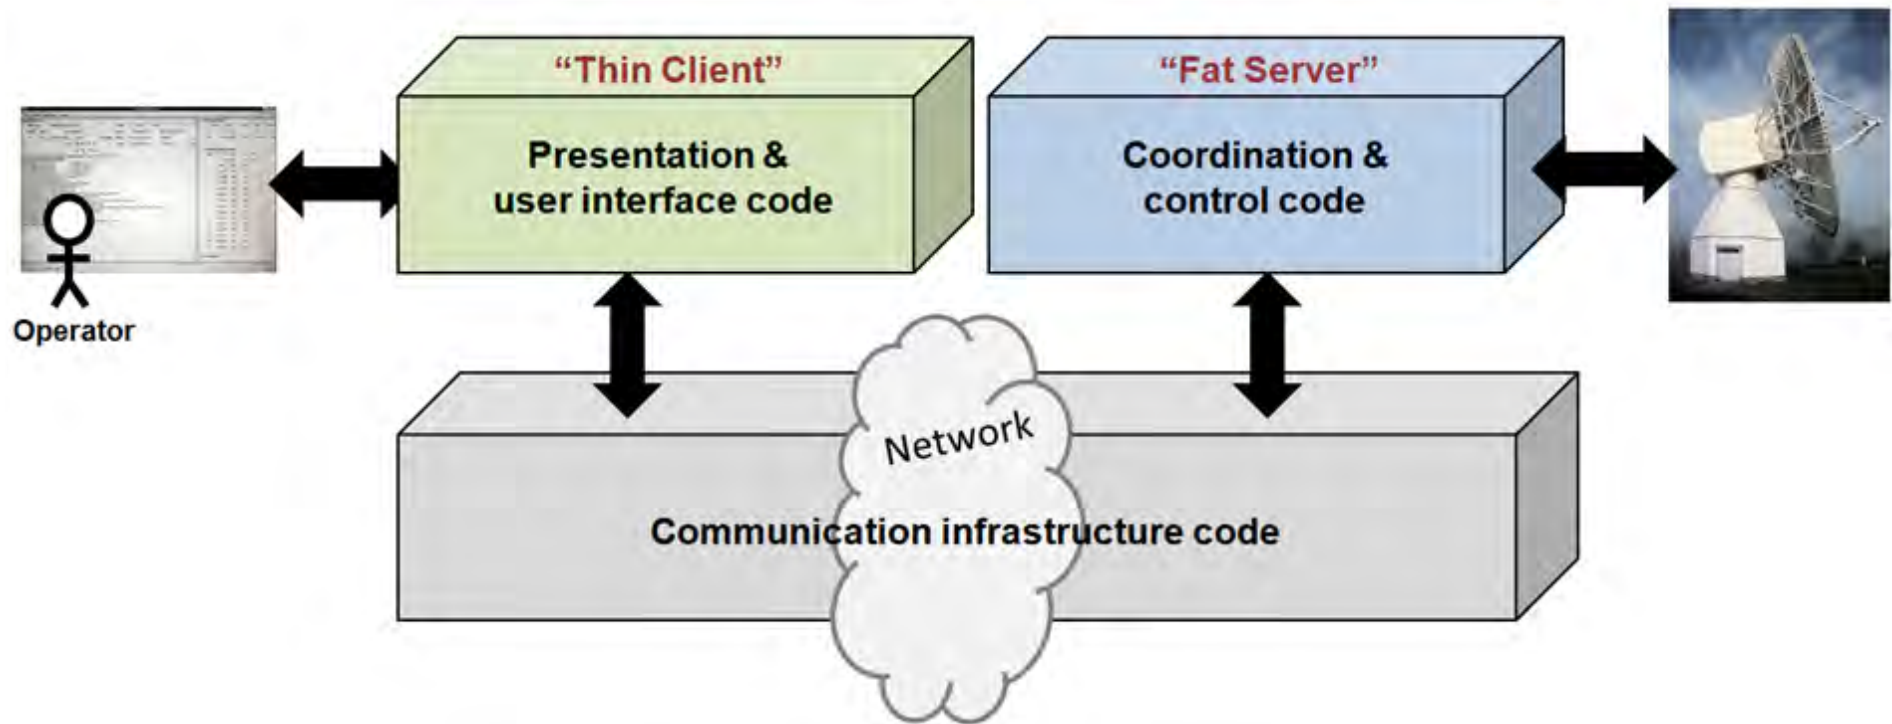 “Thin Client”
“Fat Server”
Presentation &
user interface code
Coordination &
control code
Operator
Network
Communication infrastructure code